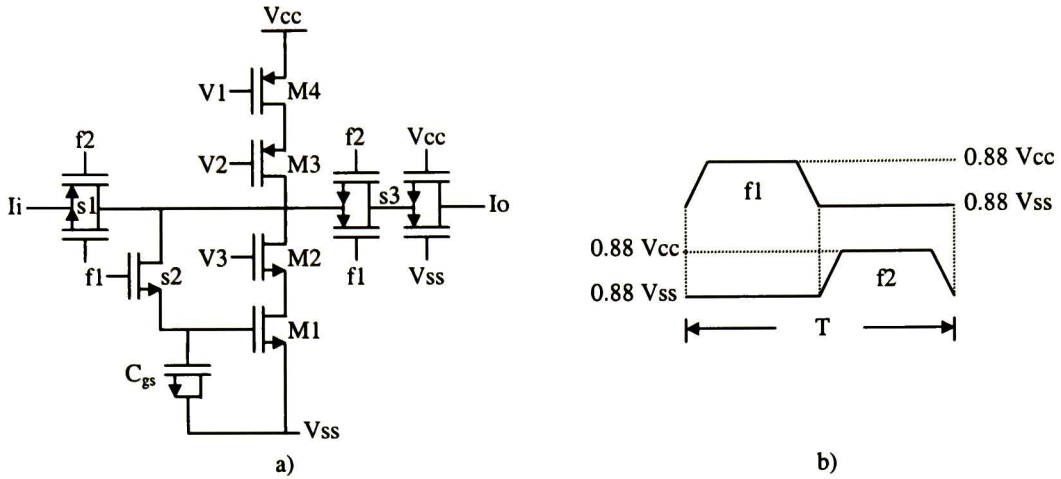 Vcc
V1
M4
f2
V2
M3
f2
Vcc
Ii
s1
s3
Io
f1
s2
f1
V3
M2
f1
Vss
M1
Cgs
Vss
a)
f1
0.88 Vcc
0.88 Vss
0.88 Vcc
f2
0.88 Vss
T
b)